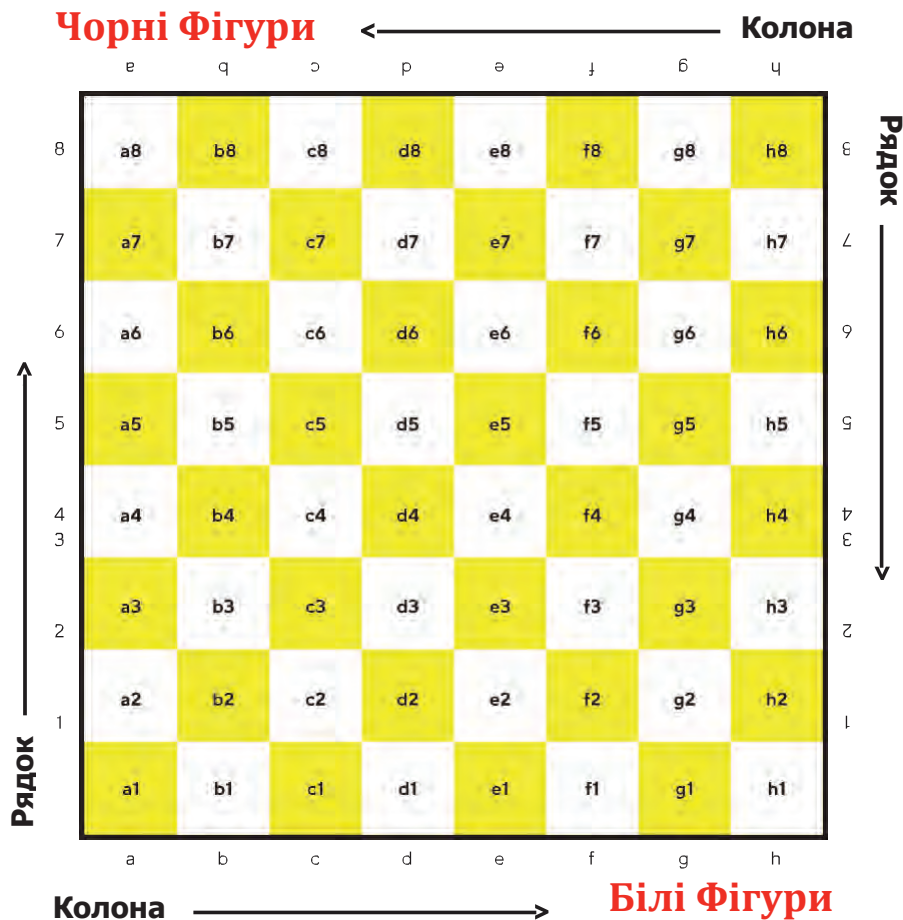 Чорні Фігури Колона
a b c d e f g h
8 a8 b8 c8 d8 e8 f8 g8 h8 8
Рядок
7 a7 b7 c7 d7 e7 f7 g7 h7 7
6 a6 b6 c6 d6 e6 f6 g6 h6 6
5 a5 b5 c5 d5 e5 f5 g5 h5 5
4 a4 b4 c4 d4 e4 f4 g4 h4 4
3 3
a3 b3 c3 d3 e3 f3 g3 h3
2 2
a2 b2 c2 d2 e2 f2 g2 h2
1 1
Рядок
a1 b1 c1 d1 e1 f1 g1 h1
a b c d e f g h
Колона Білі Фігури